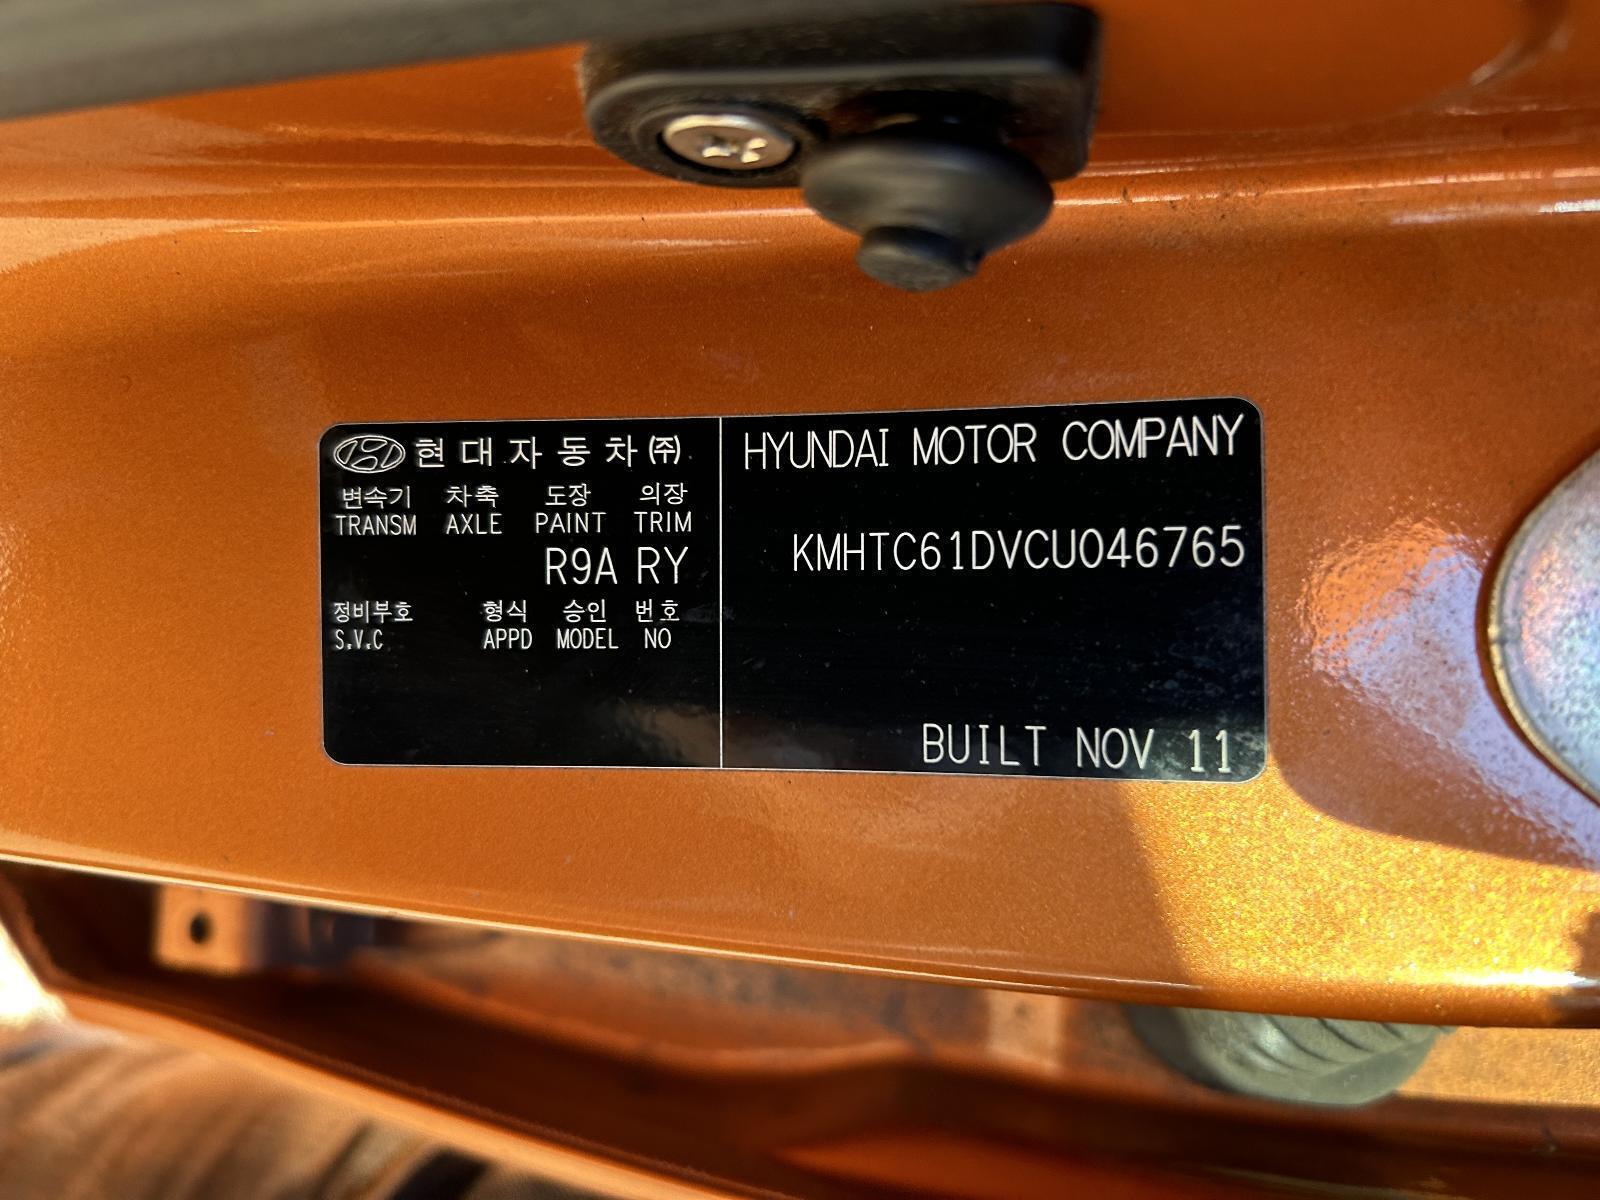 현대자동차㈜
변속기 차축 도장 의장
TRANSM AXLE PAINT TRIM
R9A RY
정비부호 형식 승인 번호
S.V.C APPD MODEL NO
HYUNDAI MOTOR COMPANY
KMHTC61DVCU046765
BUILT NOV 11